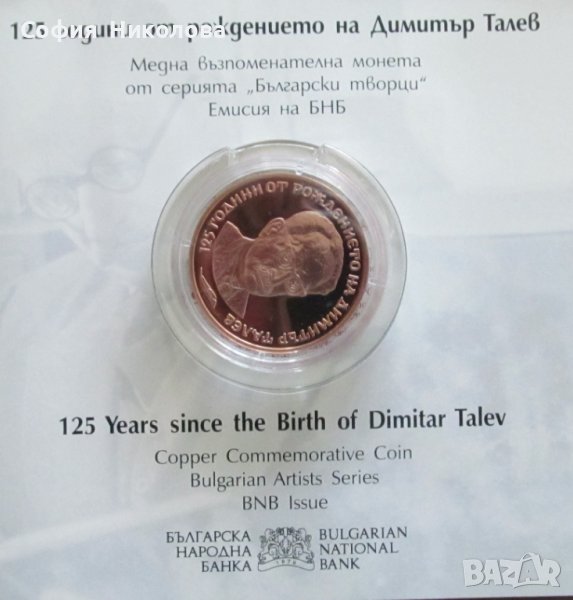 София Николова
125 години от рождението на Димитър Талев
Медна възпоменателна монета
от серията „Български творци“
Емисия на БНБ
125 ГОДИНИ ОТ РОЖДЕНИЕТО НА ДИМИТЪР ТАЛЕВ
125 Years since the Birth of Dimitar Talev
Copper Commemorative Coin
Bulgarian Artists Series
BNB Issue
БЪЛГАРСКА
НАРОДНА
БАНКА
1879
BULGARIAN
NATIONAL
BANK
BAZAR